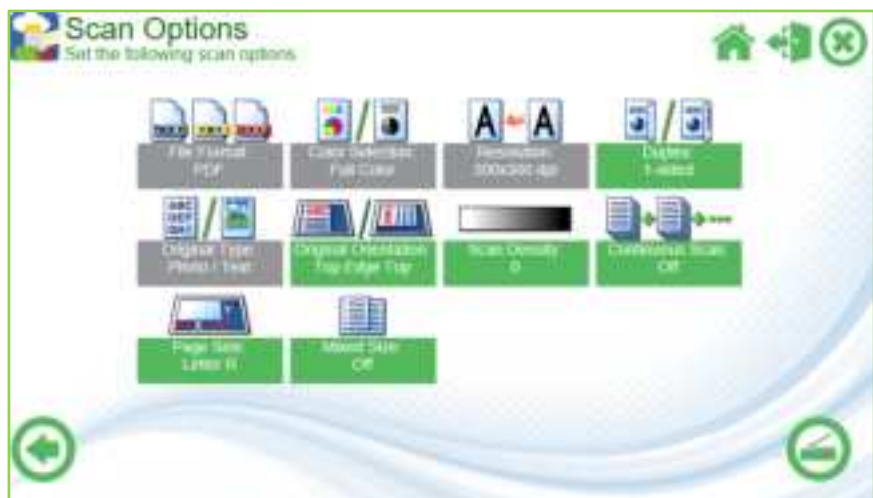 Scan Options
Set the following scan options.
A A
File Format
PDF
Color Selection
Full Color
Resolution
300x300 dpi
Duplex
1-sided
ABC
Original Type
Photo / Text
Original Orientation
Top Edge Top
Scan Density
0
Continuous Scan
Off
Page Size
Letter R
Mixed Size
Off